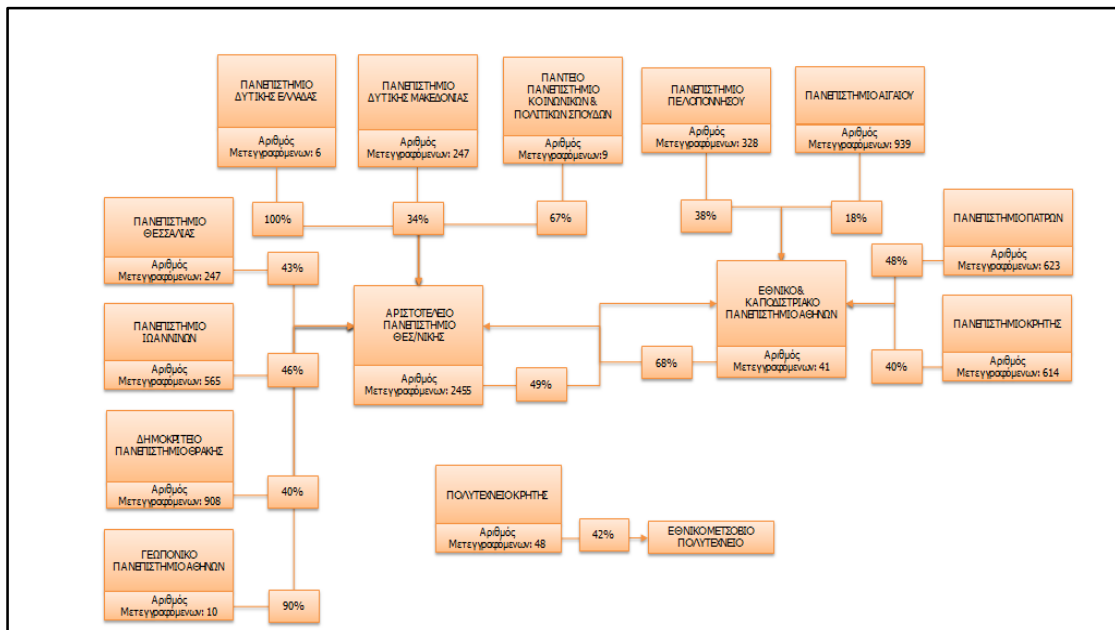 ΠΑΝΕΠΙΣΤΗΜΙΟ
ΔΥΤΙΚΗΣ ΕΛΛΑΔΑΣ
Αριθμός
Μετεγγραφόμενων: 6
ΠΑΝΕΠΙΣΤΗΜΙΟ
ΔΥΤΙΚΗΣ ΜΑΚΕΔΟΝΙΑΣ
Αριθμός
Μετεγγραφόμενων: 247
ΠΑΝΤΕΙΟ
ΠΑΝΕΠΙΣΤΗΜΙΟ
ΚΟΙΝΩΝΙΚΩΝ &
ΠΟΛΙΤΙΚΩΝ ΣΠΟΥΔΩΝ
Αριθμός
Μετεγγραφόμενων:9
ΠΑΝΕΠΙΣΤΗΜΙΟ
ΠΕΛΟΠΟΝΝΗΣΟΥ
Αριθμός
Μετεγγραφόμενων: 328
ΠΑΝΕΠΙΣΤΗΜΙΟ ΑΙΓΑΙΟΥ
Αριθμός
Μετεγγραφόμενων: 939
100%
34%
67%
38%
18%
ΠΑΝΕΠΙΣΤΗΜΙΟ
ΘΕΣΣΑΛΙΑΣ
Αριθμός
Μετεγγραφόμενων: 247
43%
ΠΑΝΕΠΙΣΤΗΜΙΟ ΠΑΤΡΩΝ
Αριθμός
Μετεγγραφόμενων: 623
48%
ΑΡΙΣΤΟΤΕΛΕΙΟ
ΠΑΝΕΠΙΣΤΗΜΙΟ
ΘΕΣ/ΝΙΚΗΣ
Αριθμός
Μετεγγραφόμενων: 2455
49%
ΕΘΝΙΚΟ &
ΚΑΠΟΔΙΣΤΡΙΑΚΟ
ΠΑΝΕΠΙΣΤΗΜΙΟ ΑΘΗΝΩΝ
Αριθμός
Μετεγγραφόμενων: 41
68%
ΠΑΝΕΠΙΣΤΗΜΙΟ ΚΡΗΤΗΣ
Αριθμός
Μετεγγραφόμενων: 614
40%
ΠΑΝΕΠΙΣΤΗΜΙΟ
ΙΩΑΝΝΙΝΩΝ
Αριθμός
Μετεγγραφόμενων: 565
46%
ΔΗΜΟΚΡΙΤΕΙΟ
ΠΑΝΕΠΙΣΤΗΜΙΟ ΘΡΑΚΗΣ
Αριθμός
Μετεγγραφόμενων: 908
40%
ΠΟΛΥΤΕΧΝΕΙΟ ΚΡΗΤΗΣ
Αριθμός
Μετεγγραφόμενων: 48
42%
ΕΘΝΙΚΟ ΜΕΤΣΟΒΙΟ
ΠΟΛΥΤΕΧΝΕΙΟ
ΓΕΩΠΟΝΙΚΟ
ΠΑΝΕΠΙΣΤΗΜΙΟ ΑΘΗΝΩΝ
Αριθμός
Μετεγγραφόμενων: 10
90%